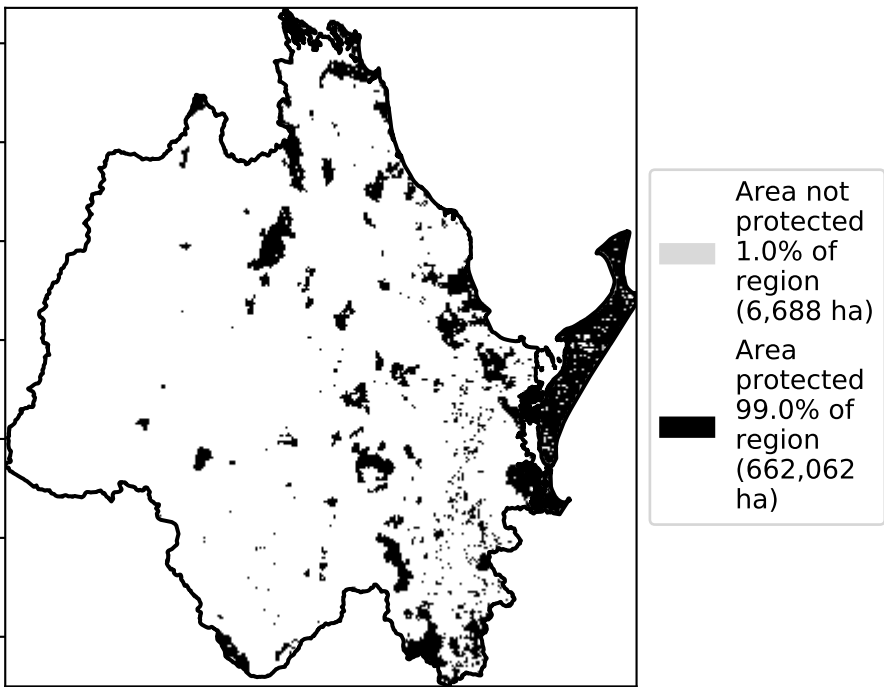 Area not
protected
1.0% of
region
(6,688 ha)
Area
protected
99.0% of
region
(662,062
ha)